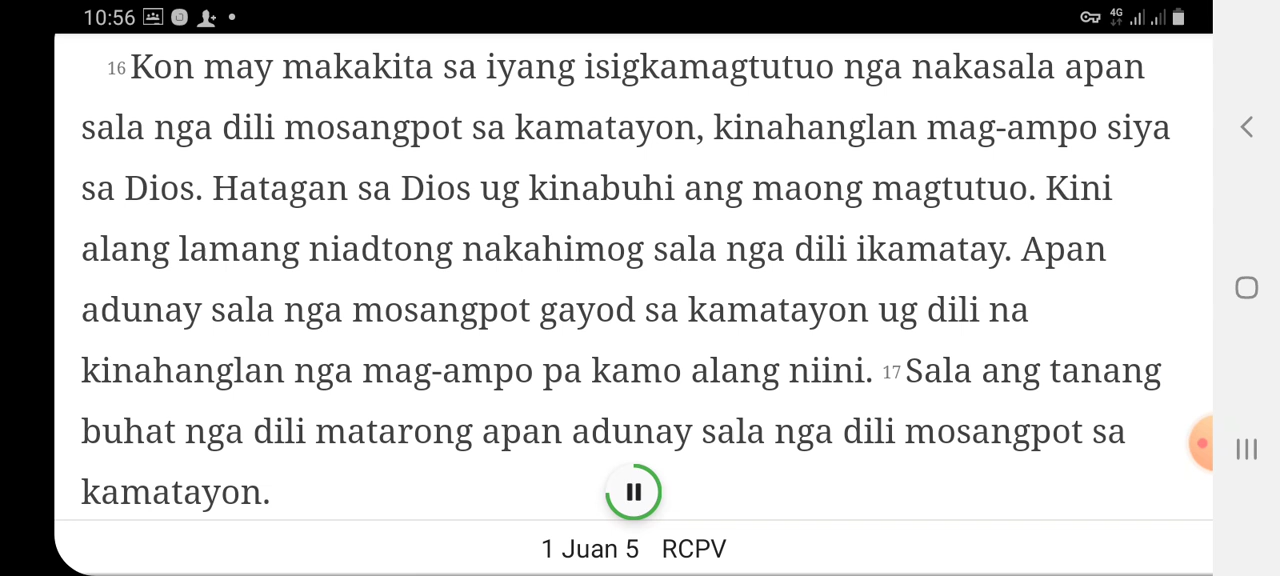 10:56
4G
16 Kon may makakita sa iyang isigkamagtutuo nga nakasala apan
sala nga dili mosangpot sa kamatayon, kinahanglan mag-ampo siya
sa Dios. Hatagan sa Dios ug kinabuhi ang maong magtutuo. Kini
alang lamang niadtong nakahimog sala nga dili ikamatay. Apan
adunay sala nga mosangpot gayod sa kamatayon ug dili na
kinahanglan nga mag-ampo pa kamo alang niini. 17 Sala ang tanang
buhat nga dili matarong apan adunay sala nga dili mosangpot sa
kamatayon.
1 Juan 5 RCPV